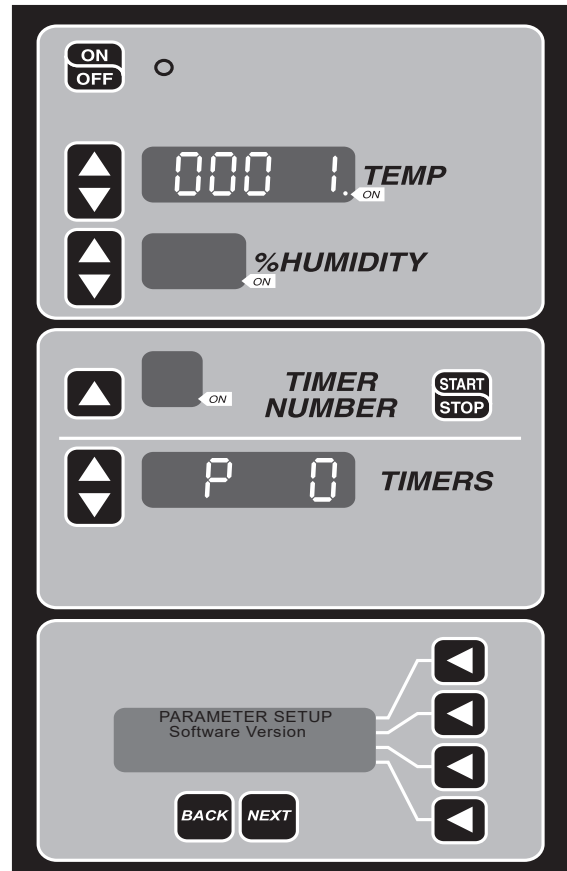 ON
OFF
000 1.
TEMP
ON
%HUMIDITY
ON
ON
TIMER
NUMBER
START
STOP
P 0
TIMERS
PARAMETER SETUP
Software Version
BACK NEXT